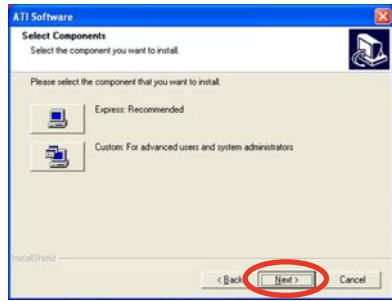 ATI Software
Select Components
Select the component you want to install.
Please select the component that you want to install.
Express: Recommended
Custom: For advanced users and system administrators
InstallShield
< Back
Next >
Cancel